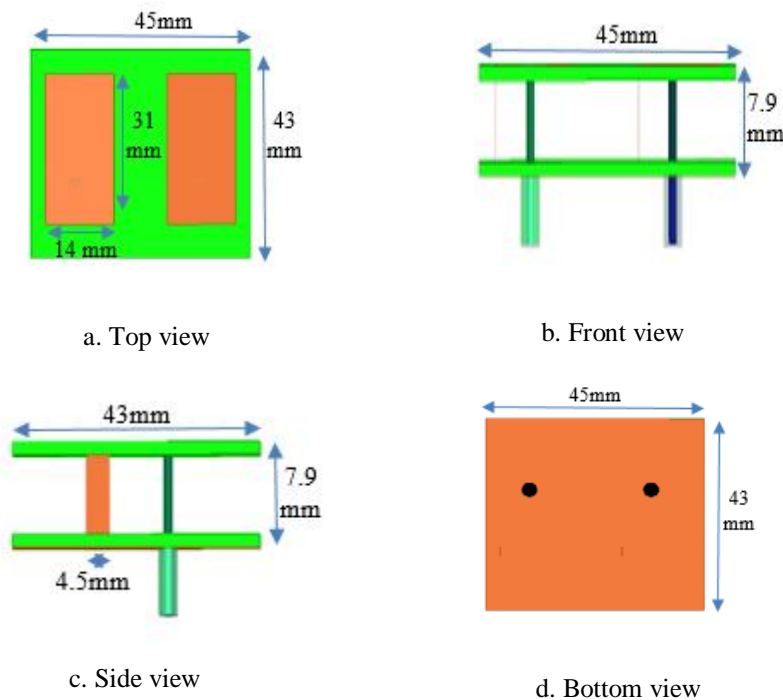 45mm
31
mm
43
mm
14 mm
a. Top view
45mm
7.9
mm
b. Front view
43mm
7.9
mm
4.5mm
c. Side view
45mm
43
mm
d. Bottom view